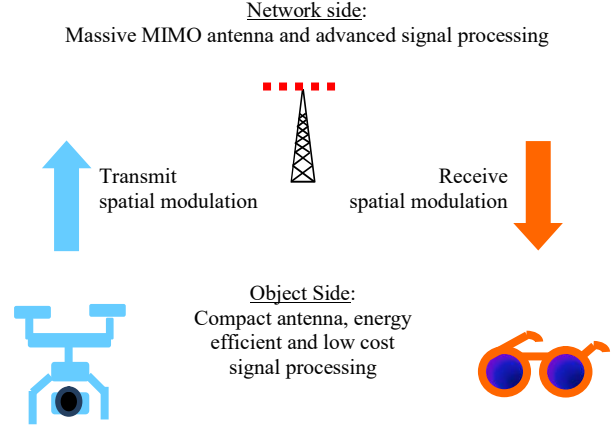 Network side:
Massive MIMO antenna and advanced signal processing
Transmit
spatial modulation
Receive
spatial modulation
Object Side:
Compact antenna, energy
efficient and low cost
signal processing